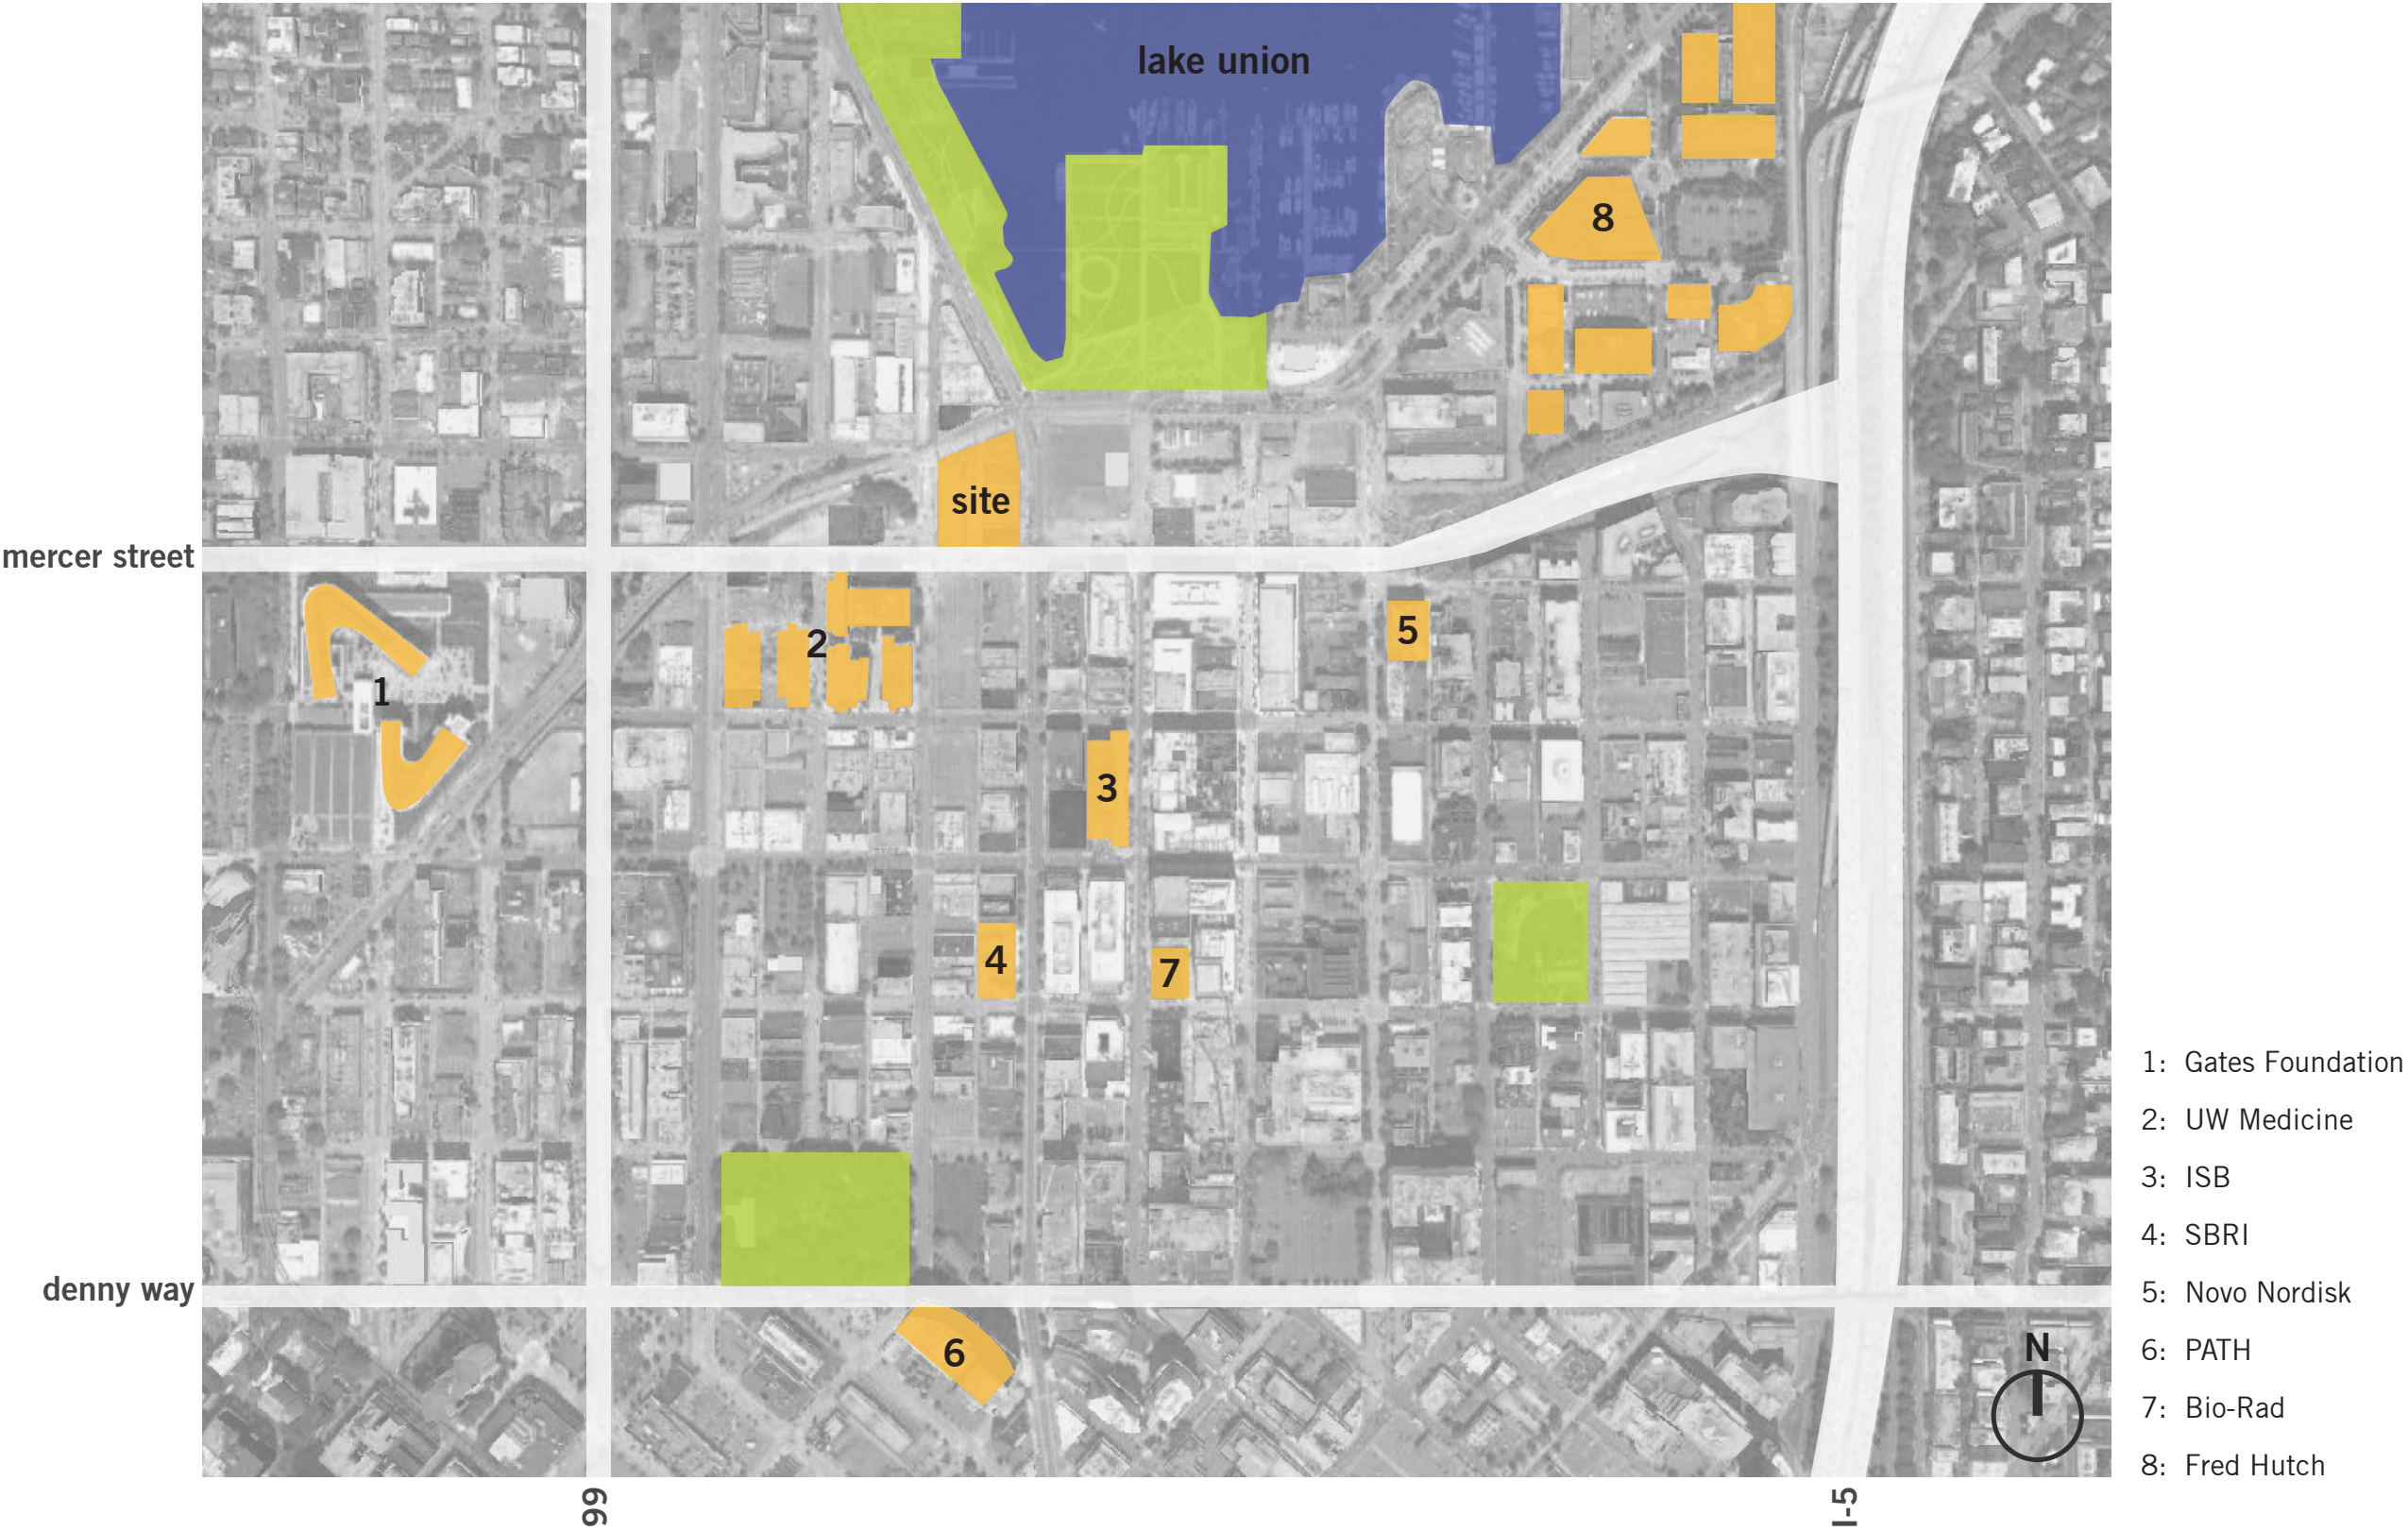 lake union
8
site
mercer street
5
2
1
3
4
7
1: Gates Foundation
2: UW Medicine
3: ISB
4: SBRI
denny way
5: Novo Nordisk
N
6: PATH
6
7: Bio-Rad
8: Fred Hutch
99
I-5